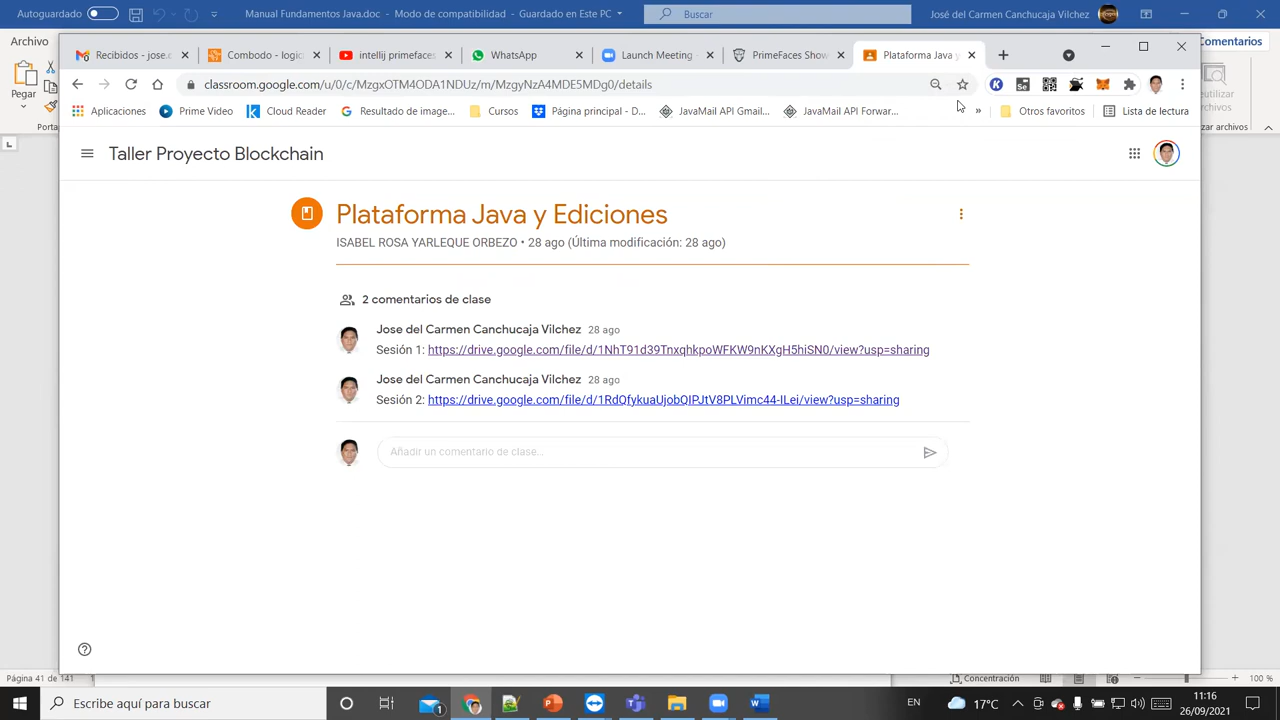 Autoguardado
Java - Modo de compatibilidad - Guardado en Este PC
Buscar
José del Carmen Canchucaja Vilchez
Archivo
Comentarios
Pegar
Porta
eutilizar
archivos
izar archivos
Recibidos - jose.c
Combodo - logic
intellij primefaces
WhatsApp
Launch Meeting -
PrimeFaces Show
Plataforma Java y
classroom.google.com/u/0/c/MzgxOTM4ODA1NDUz/m/MzgyNzA4MDE5MDg0/details
Aplicaciones
Prime Video
Cloud Reader
Resultado de image...
Cursos
Página principal - D...
JavaMail API Gmail...
JavaMail API Forwar...
»
Otros favoritos
Lista de lectura
Taller Proyecto Blockchain
Plataforma Java y Ediciones
ISABEL ROSA YARLEQUE ORBEZO • 28 ago (Última modificación: 28 ago)
2 comentarios de clase
Jose del Carmen Canchucaja Vilchez 28 ago
Sesión 1: https://drive.google.com/file/d/1NhT91d39TnxqhkpoWFKW9nKXgH5hiSN0/view?usp=sharing
Jose del Carmen Canchucaja Vilchez 28 ago
Sesión 2: https://drive.google.com/file/d/1RdQfykuaUjobQIPJtV8PLVimc44-ILei/view?usp=sharing
Añadir un comentario de clase...
Página 41 de 141
Concentración
100 %
Escribe aquí para buscar
EN
17°C
11:16
26/09/2021